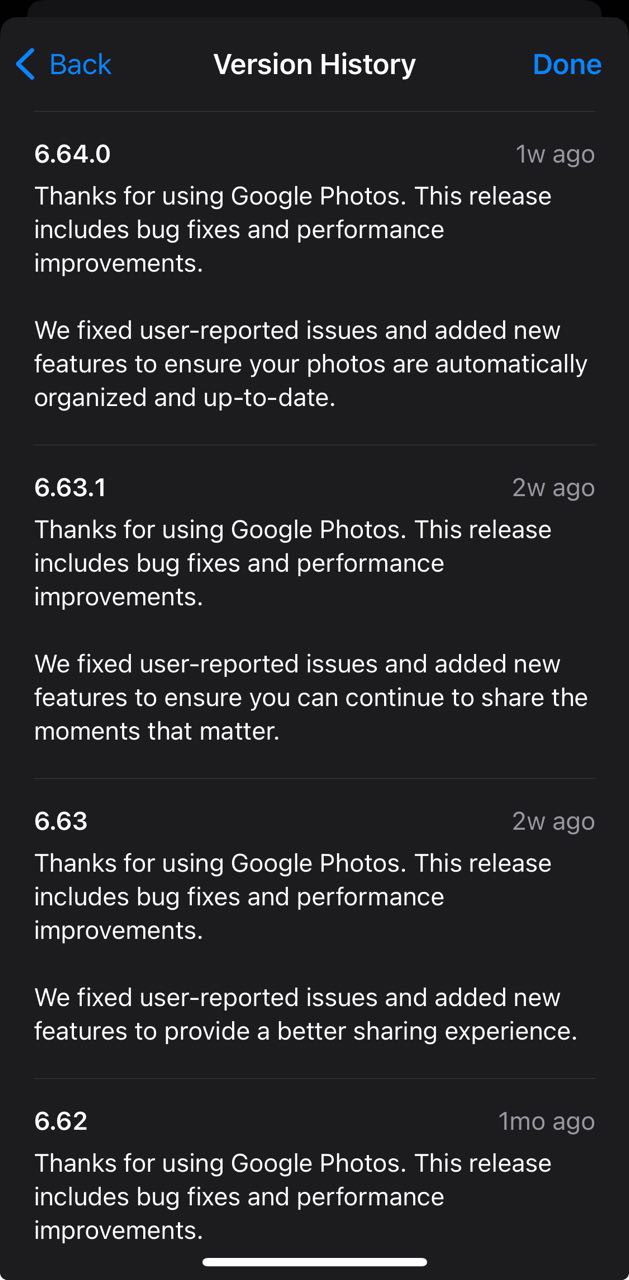 Back
Version History
Done
6.64.0
1w ago
Thanks for using Google Photos. This release
includes bug fixes and performance
improvements.
We fixed user-reported issues and added new
features to ensure your photos are automatically
organized and up-to-date.
6.63.1
2w ago
Thanks for using Google Photos. This release
includes bug fixes and performance
improvements.
We fixed user-reported issues and added new
features to ensure you can continue to share the
moments that matter.
6.63
2w ago
Thanks for using Google Photos. This release
includes bug fixes and performance
improvements.
We fixed user-reported issues and added new
features to provide a better sharing experience.
6.62
1mo ago
Thanks for using Google Photos. This release
includes bug fixes and performance
improvements.